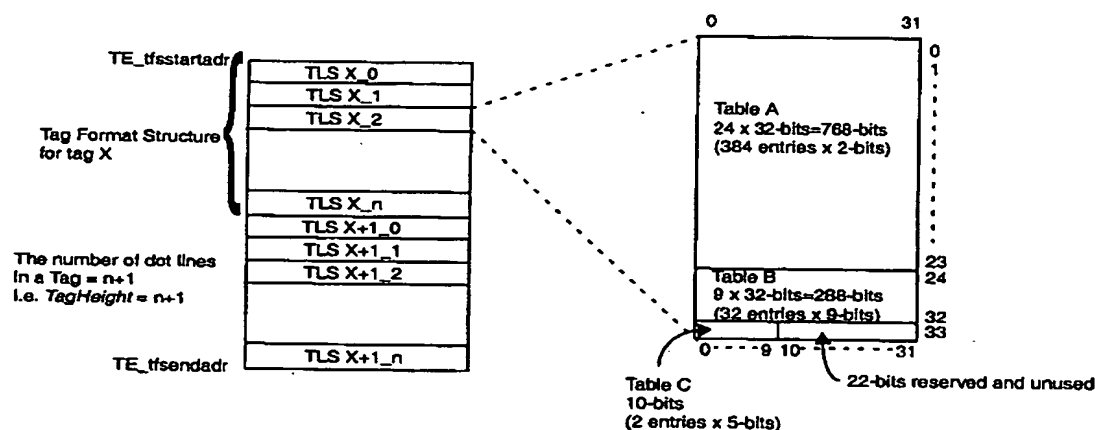 TE_tfsstartadr
TLS X_0
TLS X_1
TLS X_2
Tag Format Structure
for tag X
TLS X_n
TLS X+1_0
TLS X+1_1
The number of dot lines
in a Tag = n+1
i.e. TagHeight = n+1
TLS X+1_2
TE_tfsendadr
TLS X+1_n
0 31
0
1
Table A
24 x 32-bits=768-bits
(384 entries x 2-bits)
23
24
Table B
9 x 32-bits=288-bits
(32 entries x 9-bits)
32
33
0 9 10 31
Table C
10-bits
(2 entries x 5-bits)
22-bits reserved and unused